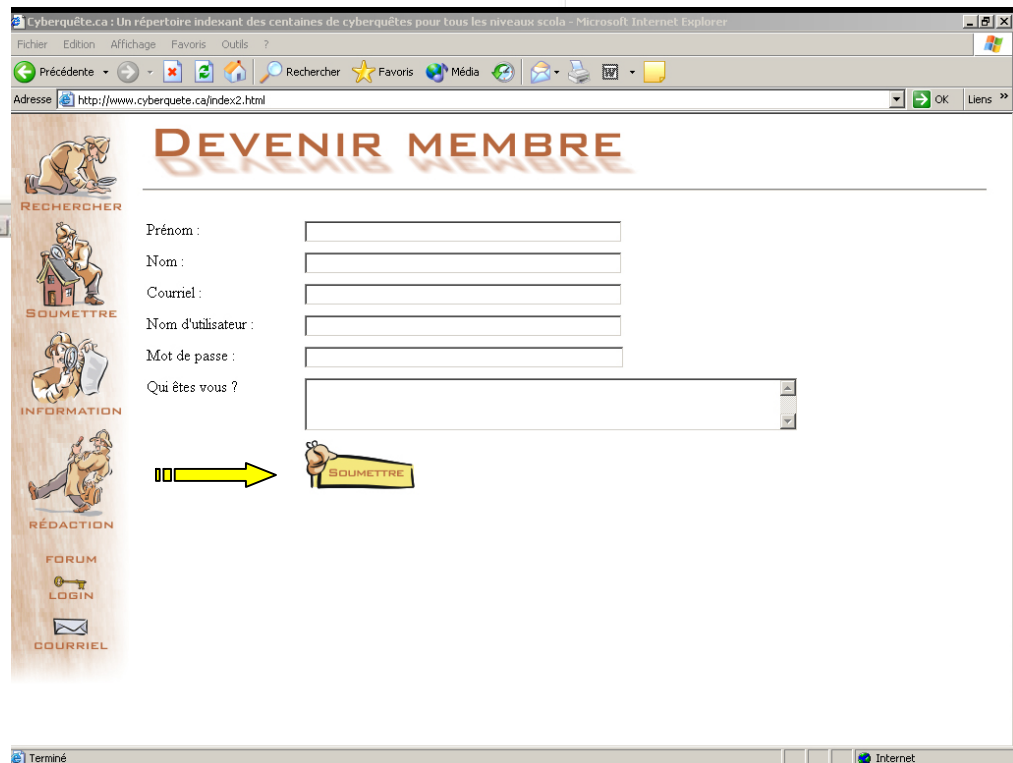 Cyberquête.ca : Un répertoire indexant des centaines de cyberquêtes pour tous les niveaux scola - Microsoft Internet Explorer
Fichier Edition Affichage Favoris Outils ?
Précédente Rechercher Favoris Média
Adresse http://www.cyberquete.ca/index2.html OK Liens »
DEVENIR MEMBRE
RECHERCHER
SOUMETTRE
INFORMATION
RÉDACTION
FORUM
LOGIN
COURRIEL
Prénom :
Nom :
Courriel :
Nom d'utilisateur :
Mot de passe :
Qui êtes vous ?
SOUMETTRE
Terminé Internet